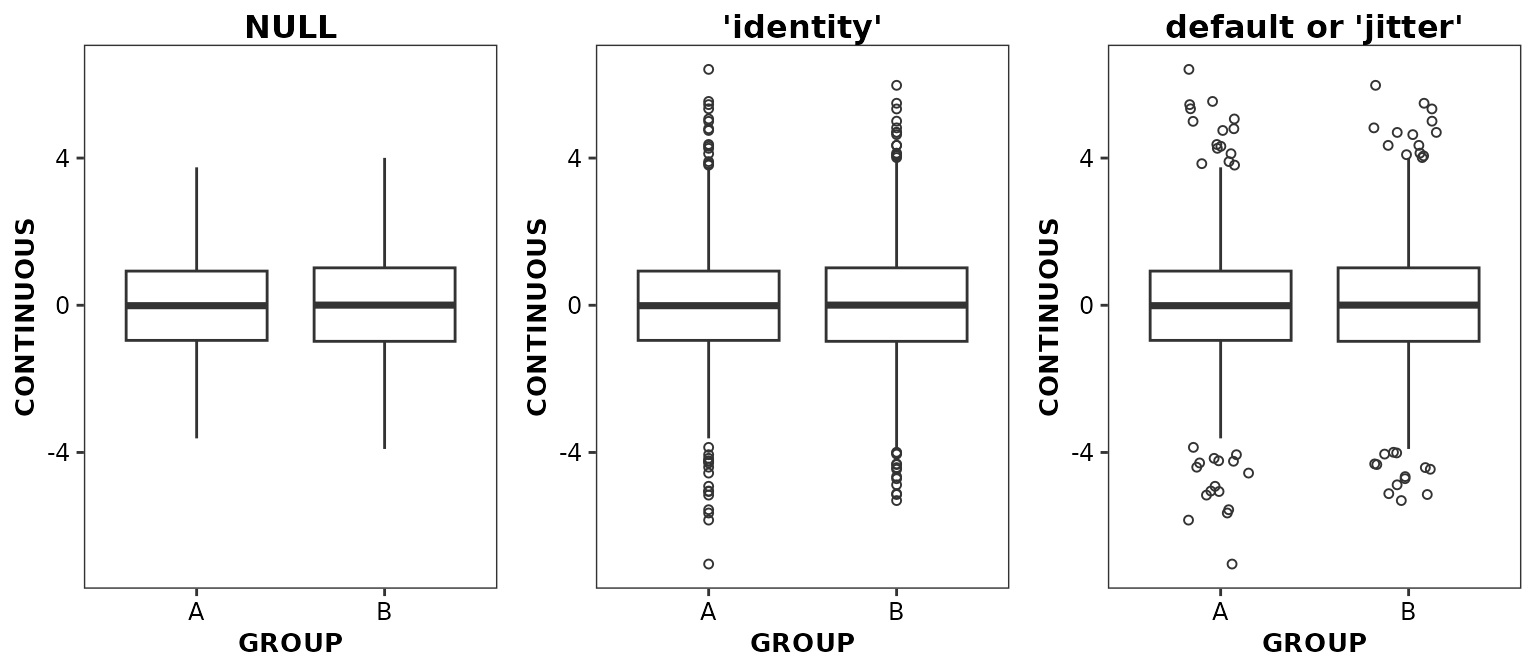 NULL
'identity'
default or 'jitter'
CONTINUOUS
4
0
-4
A
B
GROUP
CONTINUOUS
4
0
-4
A
B
GROUP
CONTINUOUS
4
0
-4
A
B
GROUP